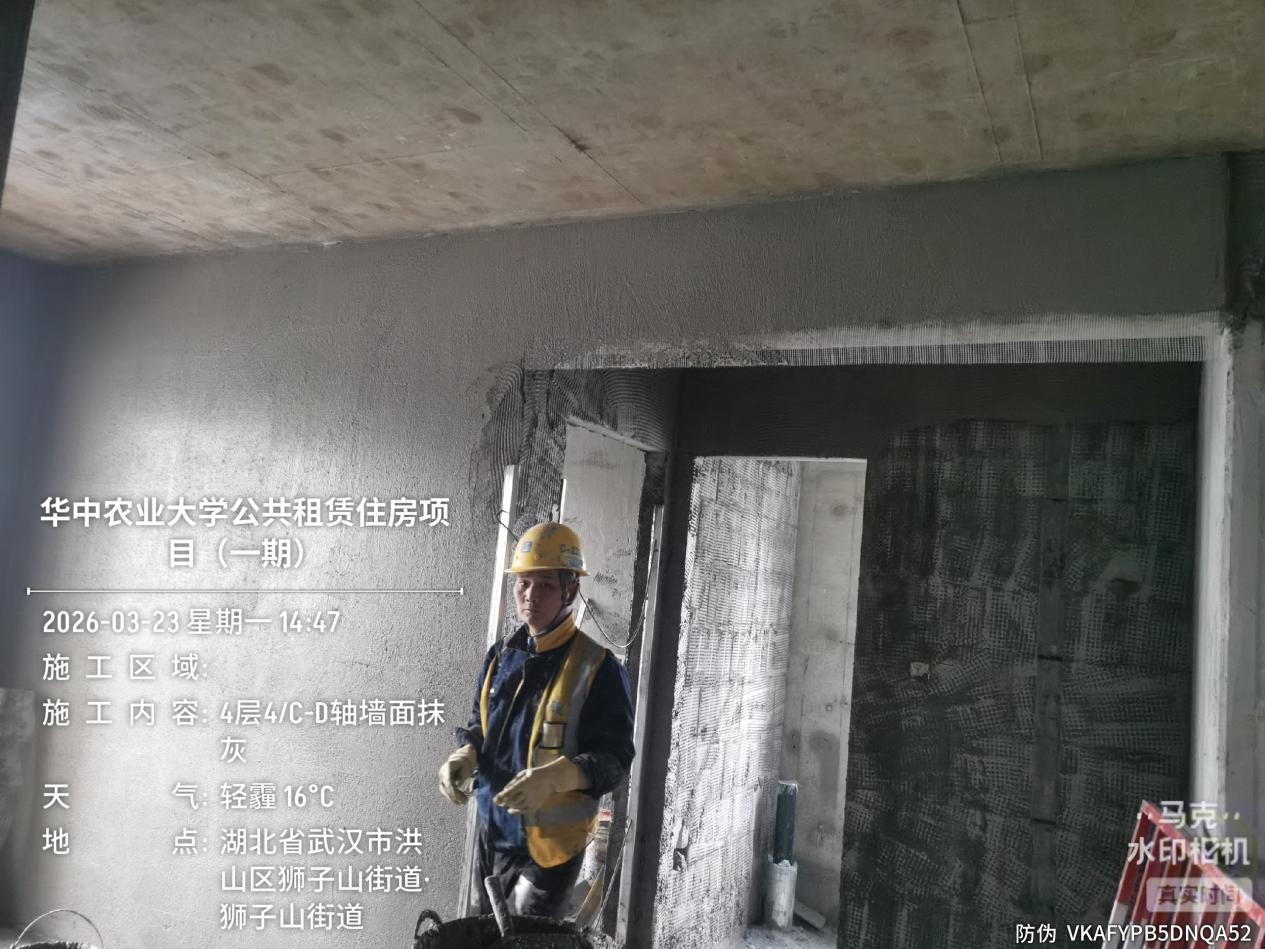 华中农业大学公共租赁住房项
目（一期）
2026-03-23 星期一 14:47
施工区域:
施工内容: 4层4/C-D轴墙面抹
灰
天气: 轻霾 16°C
地点: 湖北省武汉市洪
山区狮子山街道·
狮子山街道
马克
水印相机
真实时间
防伪 VKAFYPB5DNQA52